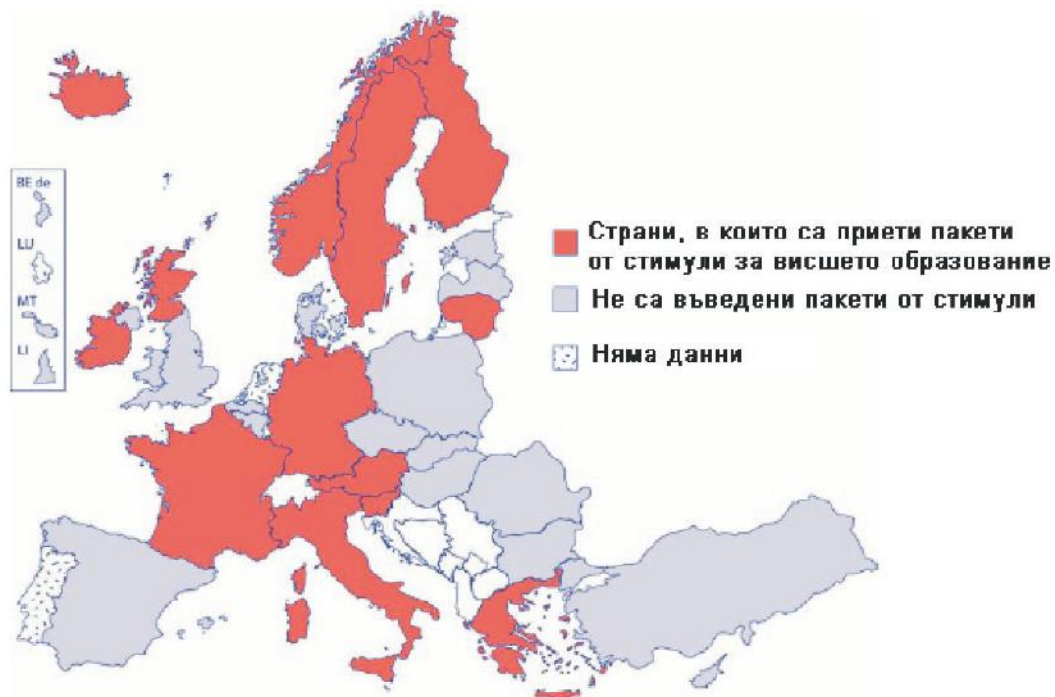 BE de
LU
MT
LI
Страни, в които са приети пакети
от стимули за висшето образование
Не са въведени пакети от стимули
Няма данни